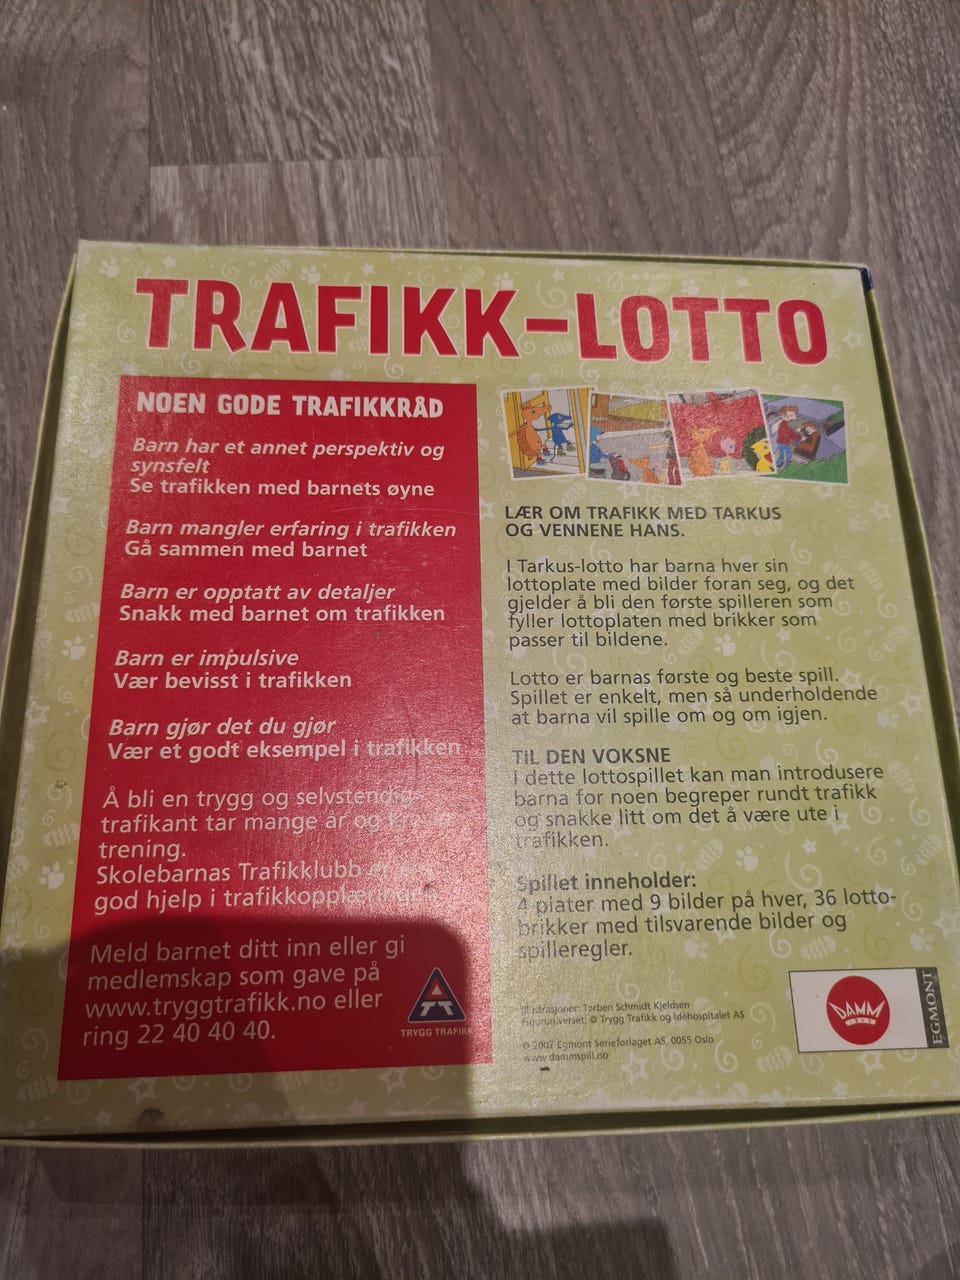 TRAFIKK-LOTTO
NOEN GODE TRAFIKKRÅD
Barn har et annet perspektiv og
synsfelt
Se trafikken med barnets øyne
Barn mangler erfaring i trafikken
Gå sammen med barnet
Barn er opptatt av detaljer
Snakk med barnet om trafikken
Barn er impulsive
Vær bevisst i trafikken
Barn gjør det du gjør
Vær et godt eksempel i trafikken
Å bli en trygg og selvstendig
trafikant tar mange år og
trening.
Skolebarnas Trafikklubb er
god hjelp i trafikkopplæringen
Meld barnet ditt inn eller gi
medlemskap som gave på
www.tryggtrafikk.no eller
ring 22 40 40 40.
TRYGG TRAFIKK
LÆR OM TRAFIKK MED TARKUS
OG VENNENE HANS.
I Tarkus-lotto har barna hver sin
lottoplate med bilder foran seg, og det
gjelder å bli den første spilleren som
fyller lottoplaten med brikker som
passer til bildene.
Lotto er barnas første og beste spill.
Spillet er enkelt, men så underholdende
at barna vil spille om og om igjen.
TIL DEN VOKSNE
I dette lottospillet kan man introdusere
barna for noen begreper rundt trafikk
og snakke litt om det å være ute i
trafikken.
Spillet inneholder:
4 plater med 9 bilder på hver, 36 lotto-
brikker med tilsvarende bilder og
spilleregler.
Illustrasjoner: Torben Schmidt Kjeldsen
Figuruniverset: © Trygg Trafikk og Idéhospitalet AS
© 2007 Egmont Serieforlaget AS, 0055 Oslo
www.dammspill.no
DAMM
EGMONT